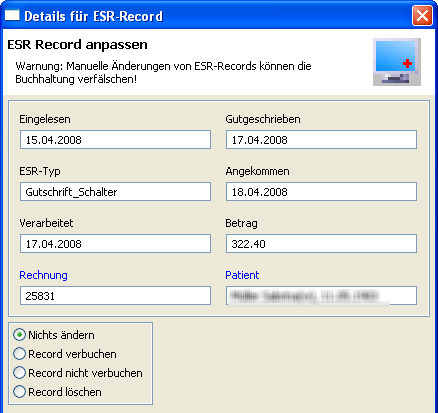 Details für ESR-Record
ESR Record anpassen
Warnung: Manuelle Änderungen von ESR-Records können die
Buchhaltung verfälschen!
Eingelesen Gutgeschrieben
15.04.2008 17.04.2008
ESR-Typ Angekommen
Gutschrift_Schalter 18.04.2008
Verarbeitet Betrag
17.04.2008 322.40
Rechnung Patient
25831
Nichts ändern
Record verbuchen
Record nicht verbuchen
Record löschen